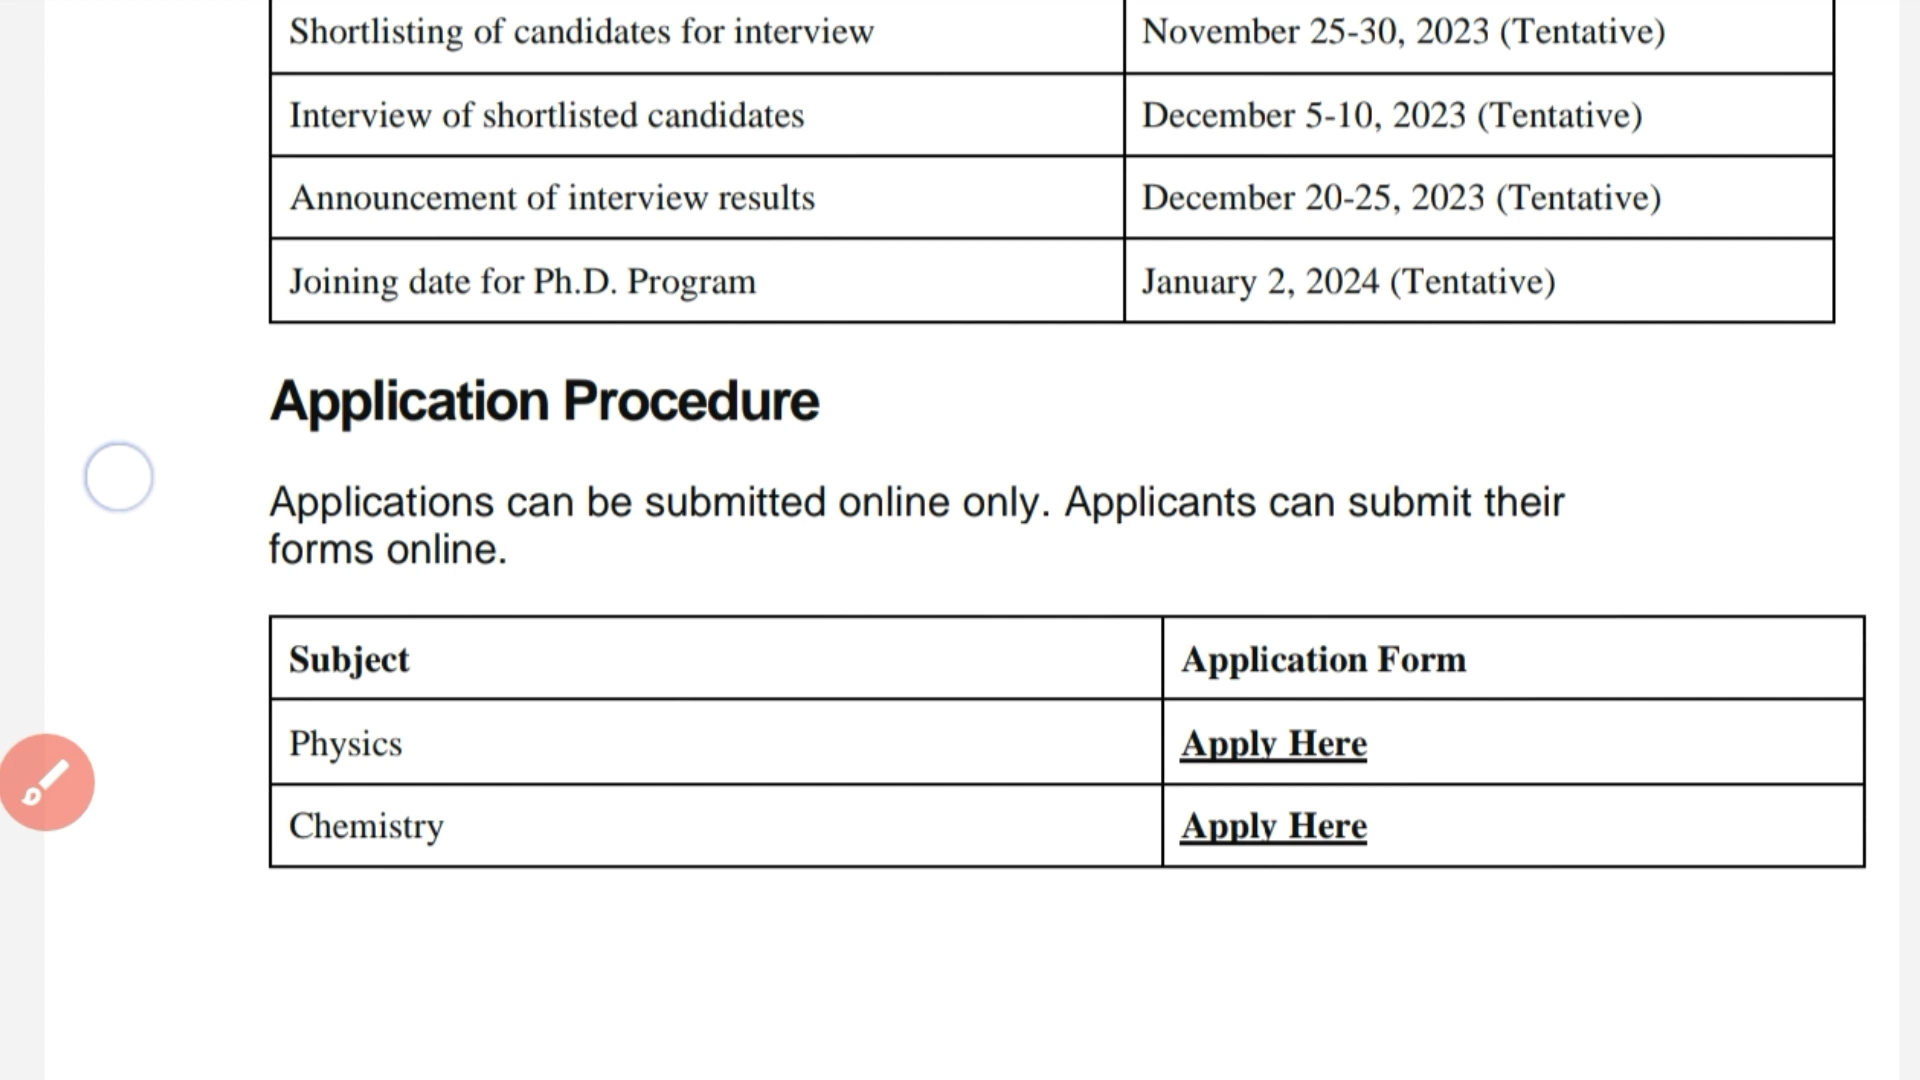 Shortlisting of candidates for interview November 25-30, 2023 (Tentative)
Interview of shortlisted candidates December 5-10, 2023 (Tentative)
Announcement of interview results December 20-25, 2023 (Tentative)
Joining date for Ph.D. Program January 2, 2024 (Tentative)
Application Procedure
Applications can be submitted online only. Applicants can submit their
forms online.
Subject Application Form
Physics Apply Here
Chemistry Apply Here